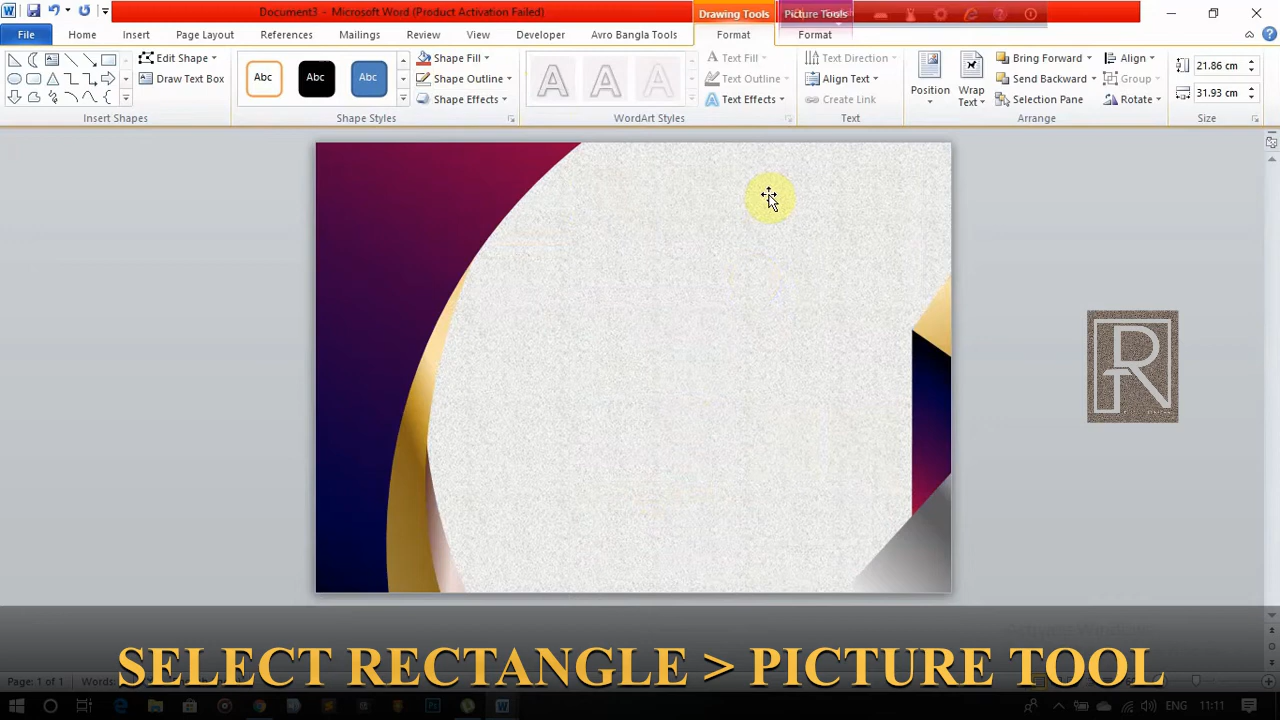 Document3 - Microsoft Word (Product Activation Failed)
Drawing Tools
Picture Tools
File
Home
Insert
Page Layout
References
Mailings
Review
View
Developer
Avro Bangla Tools
Format
Format
Edit Shape
Draw Text Box
Insert Shapes
Abc
Abc
Abc
Shape Fill
Shape Outline
Shape Effects
Shape Styles
A
A
A
WordArt Styles
Text Fill
Text Outline
Text Effects
Text Direction
Align Text
Create Link
Text
Position
Wrap
Text
Bring Forward
Send Backward
Selection Pane
Align
Group
Rotate
Arrange
21.86 cm
31.93 cm
Size
R
SELECT RECTANGLE > PICTURE TOOL
Page: 1 of 1
Words:
ENG
11:11